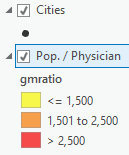 Cities
Pop. / Physician
gmratio
<= 1,500
1,501 to 2,500
> 2,500